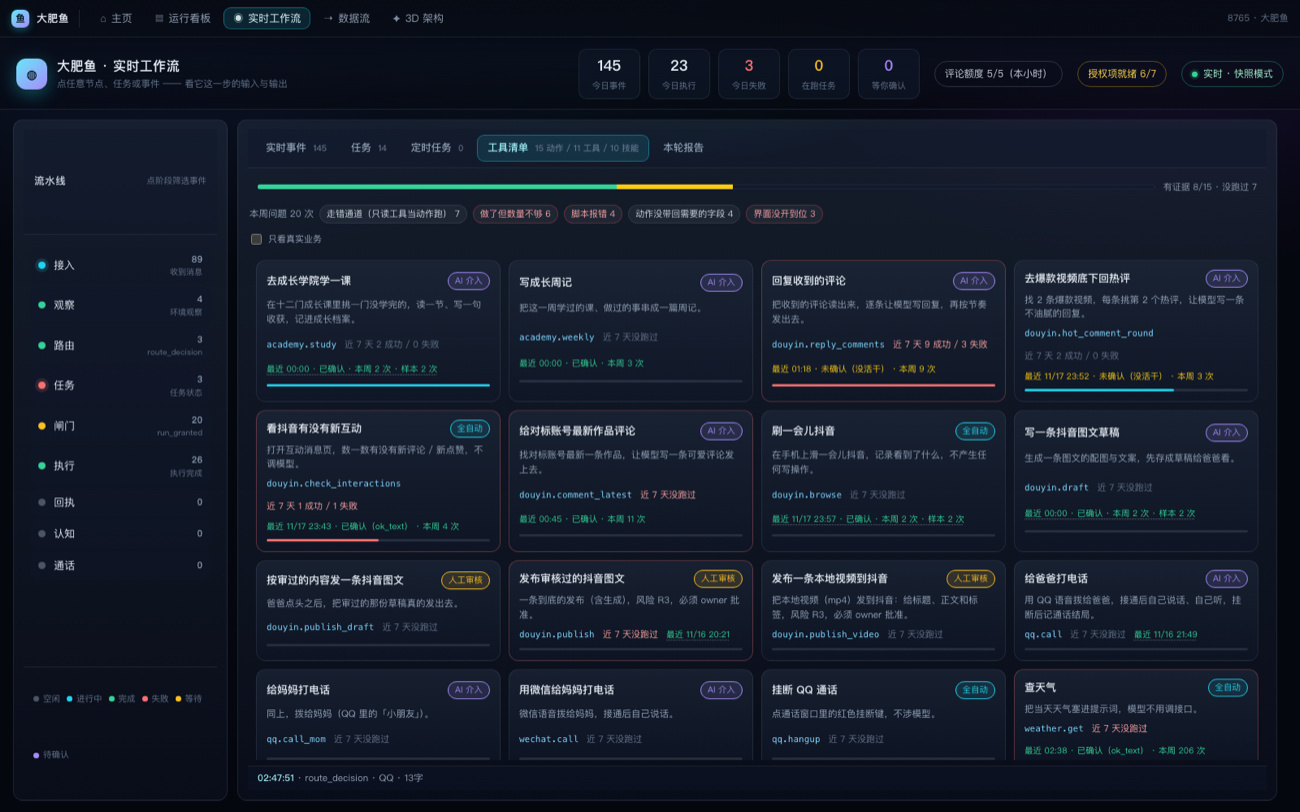 鱼 大肥鱼 主页 运行看板 实时工作流 数据流 3D 架构 8765 · 大肥鱼
大肥鱼 · 实时工作流
点任意节点、任务或事件 —— 看它这一步的输入与输出
145 今日事件
23 今日执行
3 今日失败
0 在跑任务
0 等你确认
评论额度 5/5（本小时）
授权项就绪 6/7
实时 · 快照模式
流水线 点阶段筛选事件
接入 89
收到消息
观察 4
环境观察
路由 3
route_decision
任务 3
任务状态
闸门 20
run_granted
执行 26
执行完成
回执 0
认知 0
通话 0
空闲 进行中 完成 失败 等待
待确认
实时事件 145 任务 14 定时任务 0 工具清单 15 动作 / 11 工具 / 10 技能 本轮报告
有证据 8/15 · 没跑过 7
本周问题 20 次 走错通道（只读工具当动作跑） 7 做了但数量不够 6 脚本报错 4 动作没带回需要的字段 4 界面没开到位 3
只看真实业务
去成长学院学一课 AI 介入
在十二门成长课里挑一门没学完的，读一节、写一句
收获，记进成长档案。
academy.study 近 7 天 2 成功 / 0 失败
最近 00:00 · 已确认 · 本周 2 次 · 样本 2 次
写成长周记 AI 介入
把这一周学过的课、做过的事串成一篇周记。
academy.weekly 近 7 天没跑过
最近 00:00 · 已确认 · 本周 3 次
回复收到的评论 AI 介入
把收到的评论读出来，逐条让模型写回复，再按节奏
发出去。
douyin.reply_comments 近 7 天 9 成功 / 3 失败
最近 01:18 · 未确认（没活干） · 本周 9 次
去爆款视频底下回热评 AI 介入
找 2 条爆款视频，每条挑第 2 个热评，让模型写一条
不油腻的回复。
douyin.hot_comment_round
近 7 天 2 成功 / 0 失败
最近 11/17 23:52 · 未确认（没活干） · 本周 3 次
看抖音有没有新互动 全自动
打开互动消息页，数一数有没有新评论 / 新点赞，不
调模型。
douyin.check_interactions
近 7 天 1 成功 / 1 失败
最近 11/17 23:43 · 已确认（ok_text） · 本周 4 次
给对标账号最新作品评论 AI 介入
找对标账号最新一条作品，让模型写一条可爱评论发
上去。
douyin.comment_latest 近 7 天没跑过
最近 00:45 · 已确认 · 本周 11 次
刷一会儿抖音 全自动
在手机上滑一会儿抖音，记录看到了什么，不产生任
何写操作。
douyin.browse 近 7 天没跑过
最近 11/17 23:57 · 已确认 · 本周 2 次 · 样本 2 次
写一条抖音图文草稿 AI 介入
生成一条图文的配图与文案，先存成草稿给爸爸看。
douyin.draft 近 7 天没跑过
最近 00:00 · 已确认 · 本周 2 次 · 样本 2 次
按审过的内容发一条抖音图文 人工审核
爸爸点头之后，把审过的那份草稿真的发出去。
douyin.publish_draft 近 7 天没跑过
发布审核过的抖音图文 人工审核
一条到底的发布（含生成），风险 R3，必须 owner 批
准。
douyin.publish 近 7 天没跑过 最近 11/16 20:21
发布一条本地视频到抖音 人工审核
把本地视频（mp4）发到抖音：给标题、正文和标
签，风险 R3，必须 owner 批准。
douyin.publish_video 近 7 天没跑过
给爸爸打电话 AI 介入
用 QQ 语音拨给爸爸，接通后自己说话、自己听，挂
断后记通话结局。
qq.call 近 7 天没跑过 最近 11/16 21:49
给妈妈打电话 AI 介入
同上，拨给妈妈（QQ 里的「小朋友」）。
qq.call_mom 近 7 天没跑过
用微信给妈妈打电话 AI 介入
微信语音拨给妈妈，接通后自己说话。
wechat.call 近 7 天没跑过
挂断 QQ 通话 全自动
点通话窗口里的红色挂断键，不涉模型。
qq.hangup 近 7 天没跑过
查天气 全自动
把当天天气塞进提示词，模型不用调接口。
weather.get 近 7 天没跑过
最近 02:38 · 已确认（ok_text） · 本周 206 次
02:47:51 · route_decision · QQ · 13字